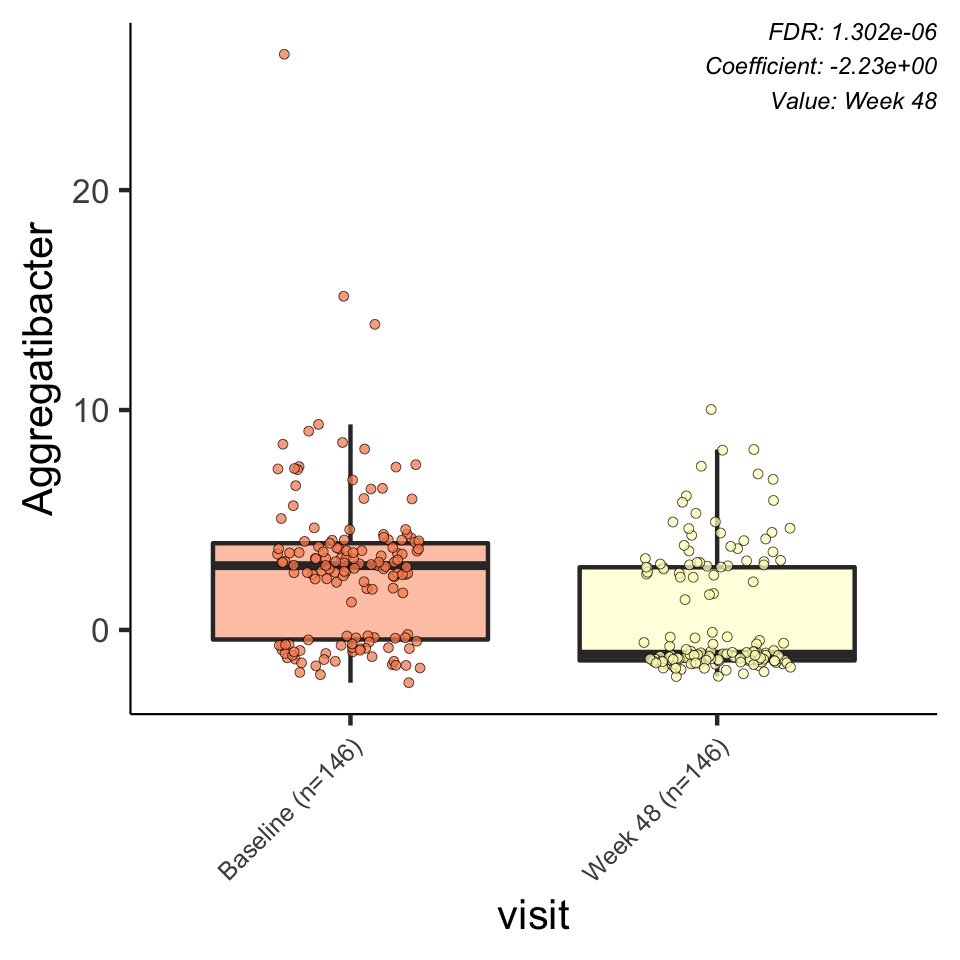 FDR: 1.302e-06
Coefficient: -2.23e+00
Value: Week 48
Aggregatibacter
20
10
0
Baseline (n=146)
Week 48 (n=146)
visit